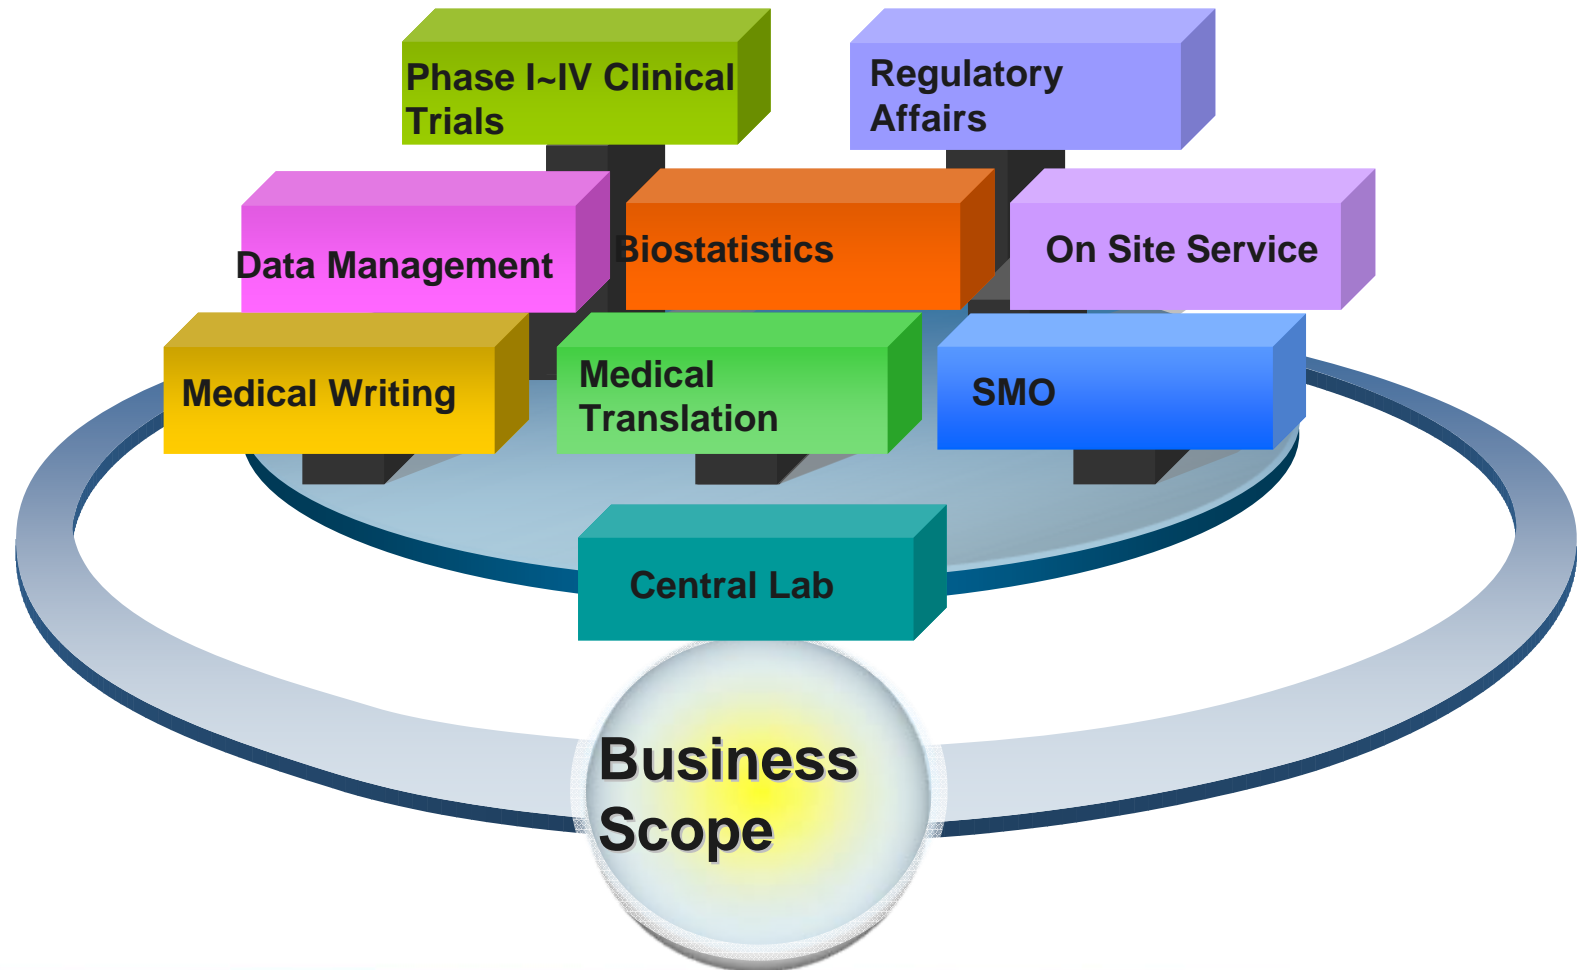 Phase I~IV Clinical
Trials
Regulatory
Affairs
Data Management
Biostatistics
On Site Service
Medical Writing
Medical
Translation
SMO
Central Lab
Business
Scope